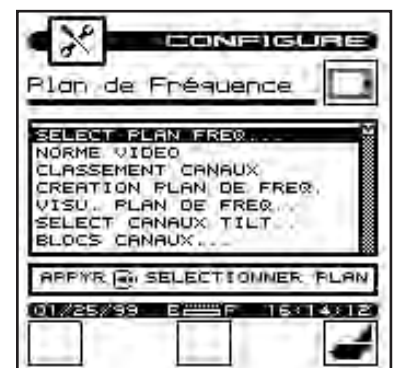 CONFIGURE
Plan de Fréquence
SELECT PLAN FREQ...
NORME VIDEO
CLASSEMENT CANAUX
CREATION PLAN DE FREQ.
VISU. PLAN DE FREQ..
SELECT CANAUX TILT..
BLOCS CANAUX...
APPYR. SELECTIONNER PLAN
01/25/99 E F 16:14:12